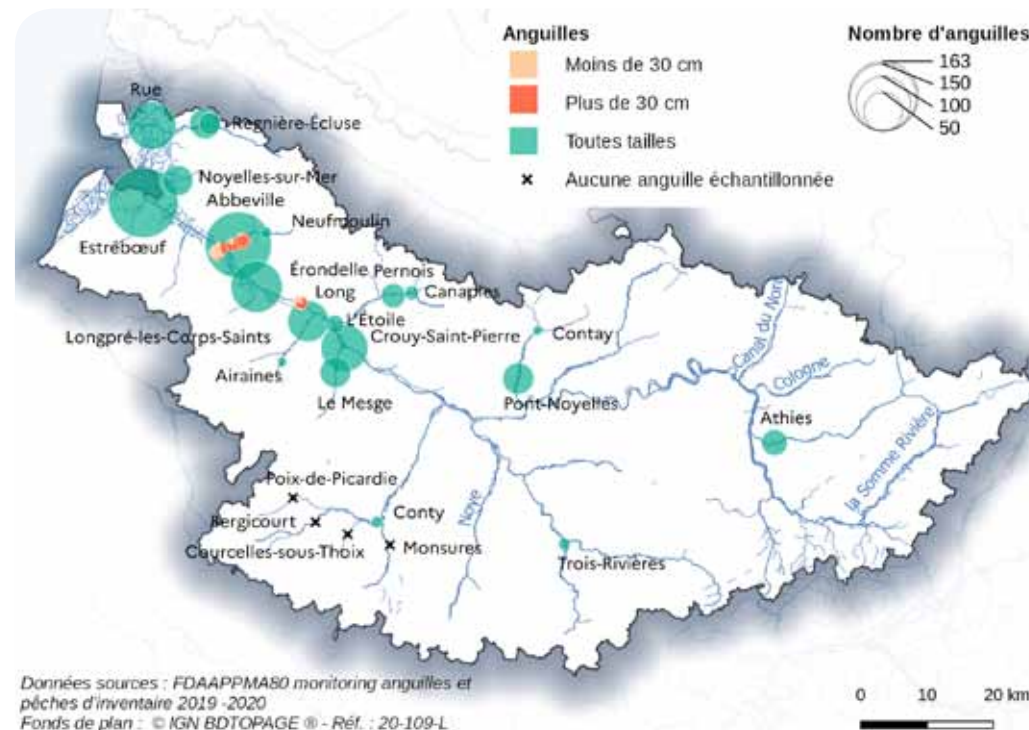 Anguilles
Moins de 30 cm
Plus de 30 cm
Toutes tailles
Aucune anguille échantillonnée
Nombre d'anguilles
163
150
100
50
Rue
Regnière-Écluse
Noyelles-sur-Mer
Abbeville
Neufmoulin
Estrébœuf
Érondelle
Pernois
Long
Canaples
L'Étoile
Longpré-les-Corps-Saints
Crouy-Saint-Pierre
Contay
Airaines
Le Mesge
Pont-Noyelles
Canal du Nord
Cologne
Athies
la Somme Rivière
Poix-de-Picardie
Bergicourt
Conty
Noye
Courcelles-sous-Thoix
Monsures
Trois-Rivières
Données sources : FDAAPPMA80 monitoring anguilles et
pêches d'inventaire 2019 -2020
Fonds de plan : © IGN BDTOPAGE ® - Réf. : 20-109-L
0 10 20 km